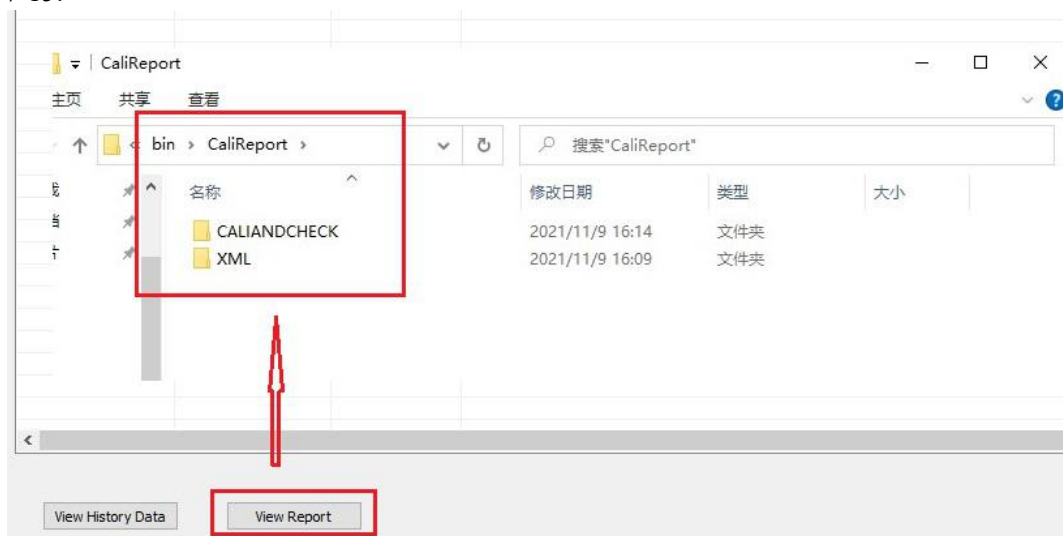 CaliReport
主页 共享 查看
« bin › CaliReport ›
搜索"CaliReport"
名称 修改日期 类型 大小
CALIANDCHECK 2021/11/9 16:14 文件夹
XML 2021/11/9 16:09 文件夹
View History Data View Report